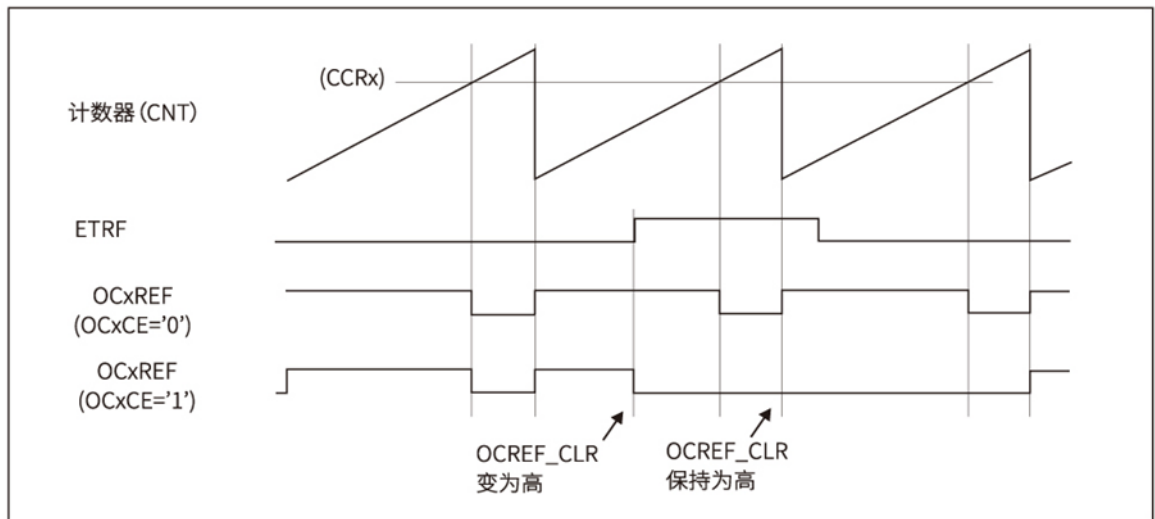 (CCRx)
计数器(CNT)
ETRF
OCxREF
(OCxCE='0')
OCxREF
(OCxCE='1')
OCREF_CLR
变为高
OCREF_CLR
保持为高